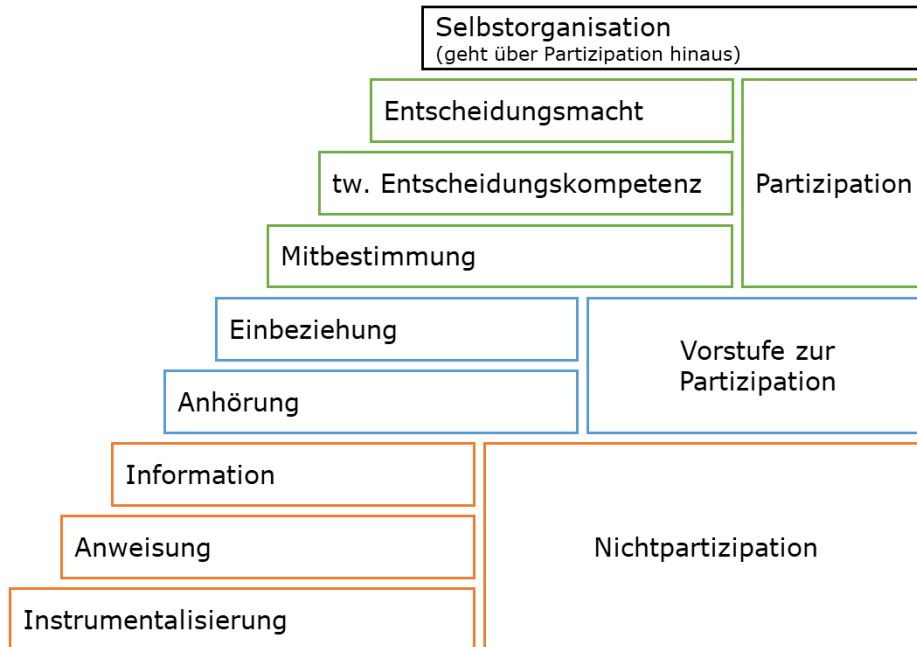 Selbstorganisation
(geht über Partizipation hinaus)
Entscheidungsmacht
tw. Entscheidungskompetenz
Mitbestimmung
Partizipation
Einbeziehung
Anhörung
Vorstufe zur
Partizipation
Information
Anweisung
Instrumentalisierung
Nichtpartizipation